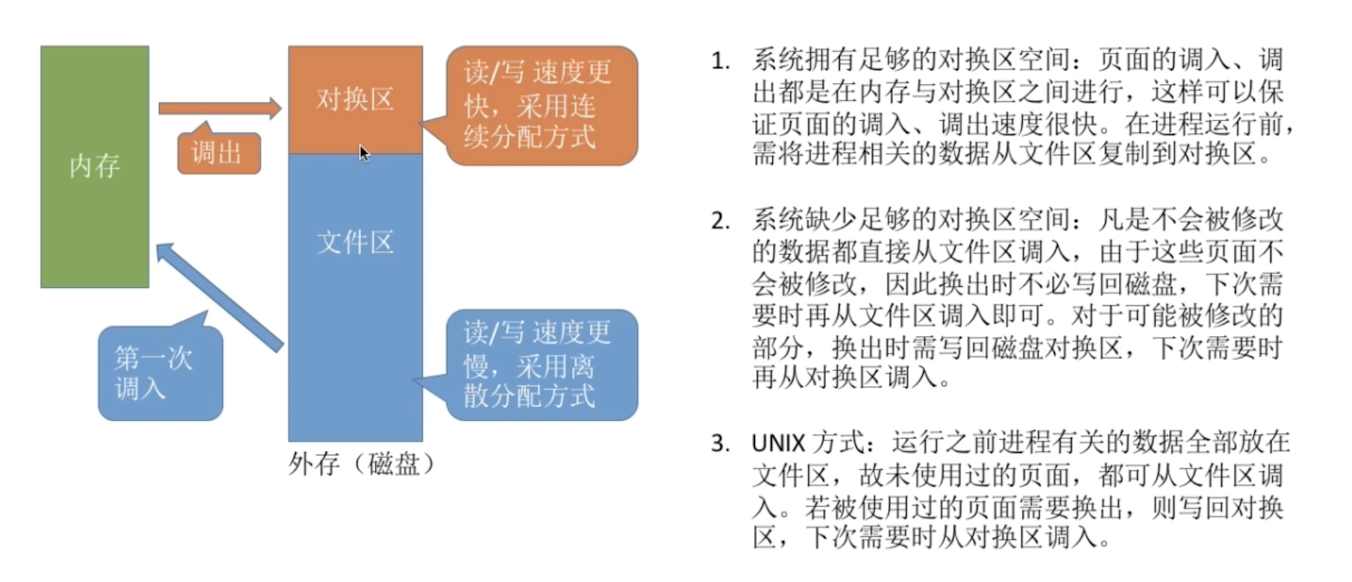 内存
调出
对换区
读/写 速度更
快，采用连
续分配方式
文件区
第一次
调入
读/写 速度更
慢，采用离
散分配方式
外存（磁盘）
1. 系统拥有足够的对换区空间：页面的调入、调
出都是在内存与对换区之间进行，这样可以保
证页面的调入、调出速度很快。在进程运行前，
需将进程相关的数据从文件区复制到对换区。
2. 系统缺少足够的对换区空间：凡是不会被修改
的数据都直接从文件区调入，由于这些页面不
会被修改，因此换出时不必写回磁盘，下次需
要时再从文件区调入即可。对于可能被修改的
部分，换出时需写回磁盘对换区，下次需要时
再从对换区调入。
3. UNIX 方式：运行之前进程有关的数据全部放在
文件区，故未使用过的页面，都可从文件区调
入。若被使用过的页面需要换出，则写回对换
区，下次需要时从对换区调入。